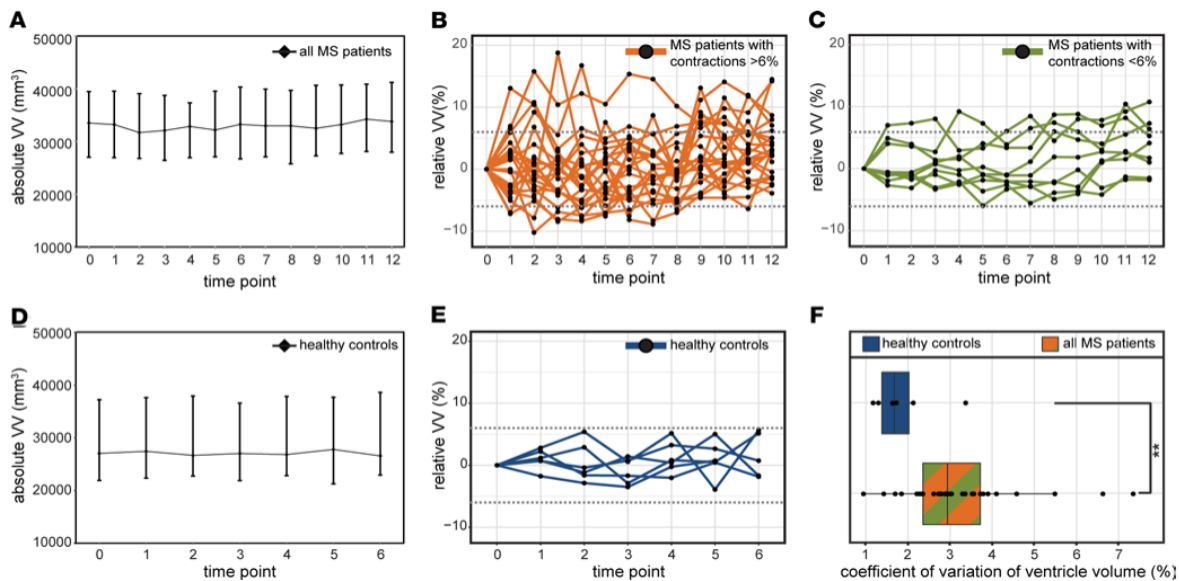 A
50000
40000
30000
20000
10000
absolute VV (mm³)
all MS patients
0 1 2 3 4 5 6 7 8 9 10 11 12
time point
B
20
10
0
−10
relative VV(%)
MS patients with
contractions >6%
0 1 2 3 4 5 6 7 8 9 10 11 12
time point
C
20
10
0
−10
relative VV (%)
MS patients with
contractions <6%
0 1 2 3 4 5 6 7 8 9 10 11 12
time point
D
50000
40000
30000
20000
10000
absolute VV (mm³)
healthy controls
0 1 2 3 4 5 6
time point
E
20
10
0
−10
relative VV (%)
healthy controls
0 1 2 3 4 5 6
time point
F
healthy controls
all MS patients
**
1 2 3 4 5 6 7
coefficient of variation of ventricle volume (%)